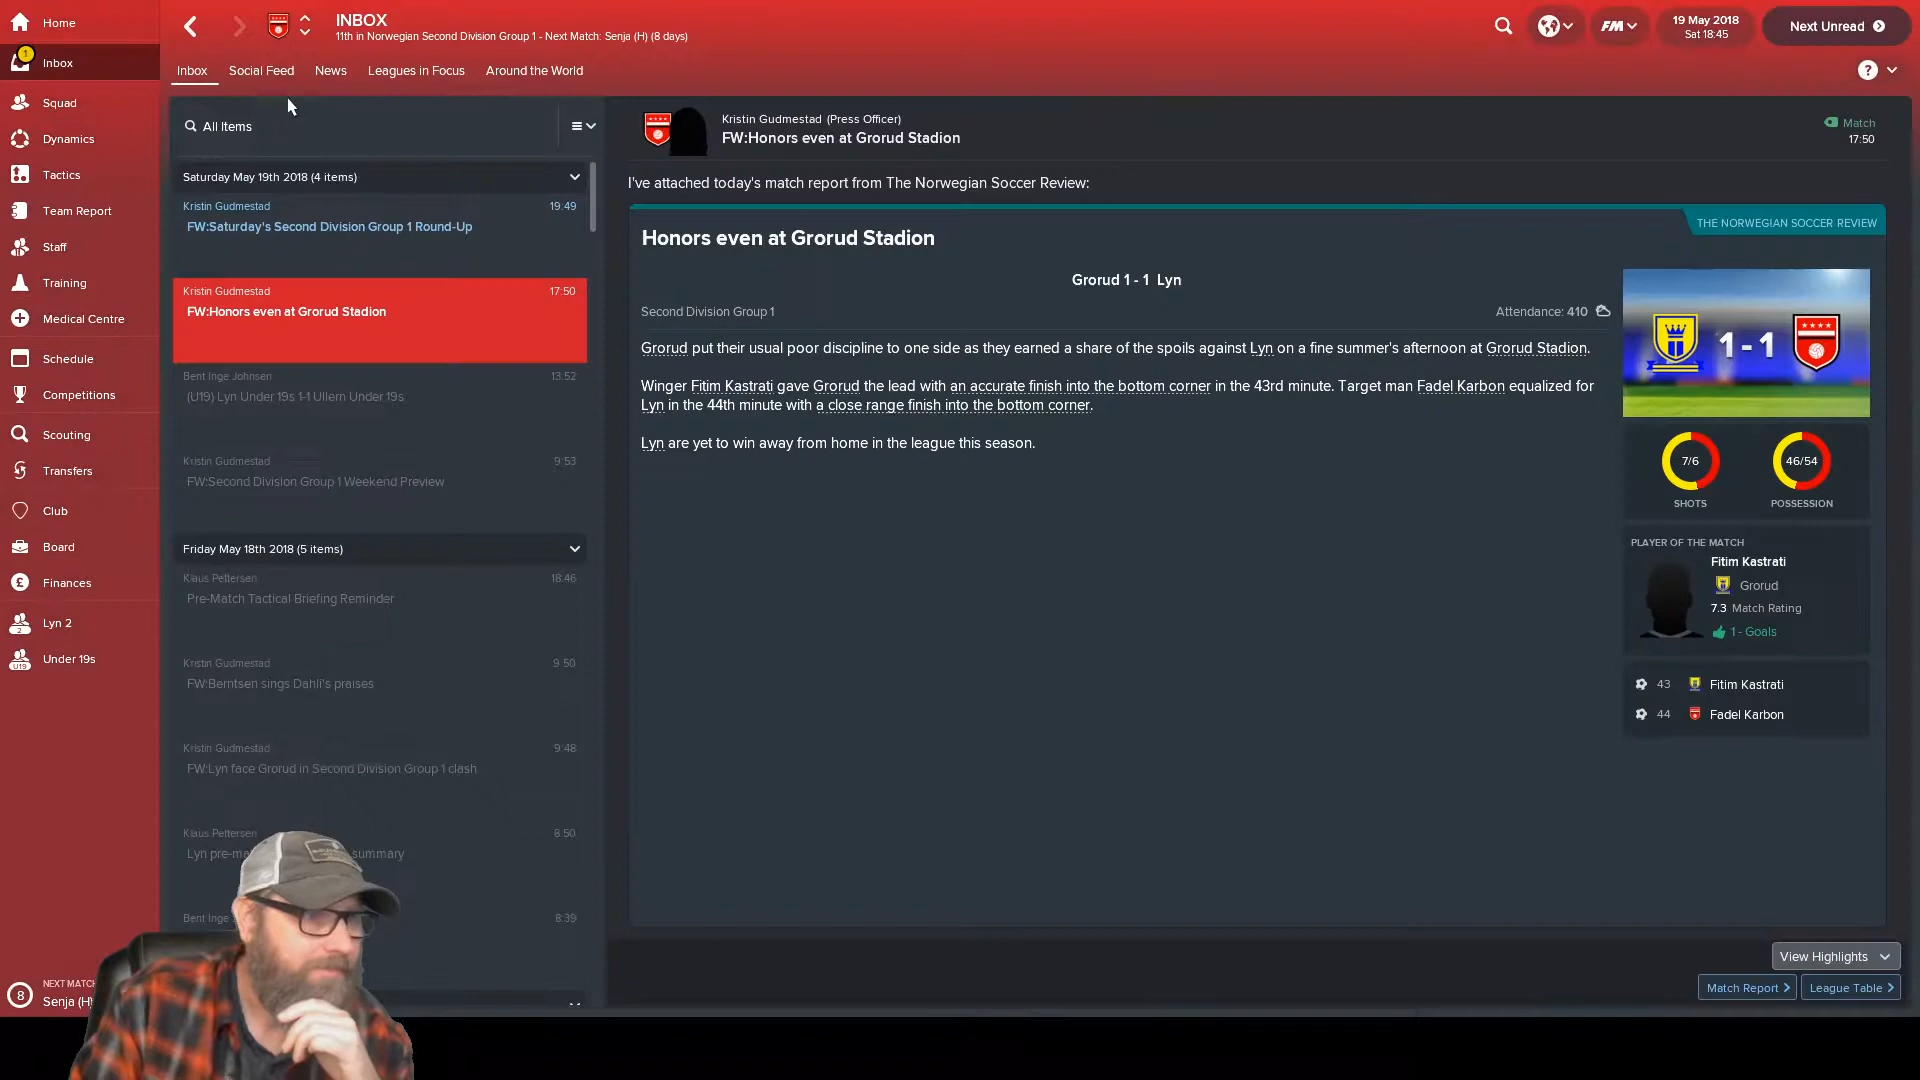 Home
1
Inbox
Squad
Dynamics
Tactics
Team Report
Staff
Training
Medical Centre
Schedule
Competitions
Scouting
Transfers
Club
Board
Finances
Lyn 2
Under 19s
8
NEXT MATCH
Senja (H)
INBOX
11th in Norwegian Second Division Group 1 - Next Match: Senja (H) (8 days)
FM
19 May 2018
Sat 18:45
Next Unread
Inbox Social Feed News Leagues in Focus Around the World
?
All Items
Saturday May 19th 2018 (4 items)
Kristin Gudmestad 19:49
FW:Saturday's Second Division Group 1 Round-Up
Kristin Gudmestad 17:50
FW:Honors even at Grorud Stadion
Bent Inge Johnsen 13:52
(U19) Lyn Under 19s 1-1 Ullern Under 19s
Kristin Gudmestad 9:53
FW:Second Division Group 1 Weekend Preview
Friday May 18th 2018 (5 items)
Klaus Pettersen 18:46
Pre-Match Tactical Briefing Reminder
Kristin Gudmestad 9:50
FW:Berntsen sings Dahli's praises
Kristin Gudmestad 9:48
FW:Lyn face Grorud in Second Division Group 1 clash
Klaus Pettersen 8:50
Lyn pre-ma summary
Bent Inge 8:39
Kristin Gudmestad (Press Officer)
FW:Honors even at Grorud Stadion
Match
17:50
I've attached today's match report from The Norwegian Soccer Review:
THE NORWEGIAN SOCCER REVIEW
Honors even at Grorud Stadion
Grorud 1 - 1 Lyn
Second Division Group 1 Attendance: 410
Grorud put their usual poor discipline to one side as they earned a share of the spoils against Lyn on a fine summer's afternoon at Grorud Stadion.
Winger Fitim Kastrati gave Grorud the lead with an accurate finish into the bottom corner in the 43rd minute. Target man Fadel Karbon equalized for
Lyn in the 44th minute with a close range finish into the bottom corner.
Lyn are yet to win away from home in the league this season.
1 - 1
7/6
SHOTS
46/54
POSSESSION
PLAYER OF THE MATCH
Fitim Kastrati
Grorud
7.3 Match Rating
1 - Goals
43 Fitim Kastrati
44 Fadel Karbon
View Highlights
Match Report
League Table